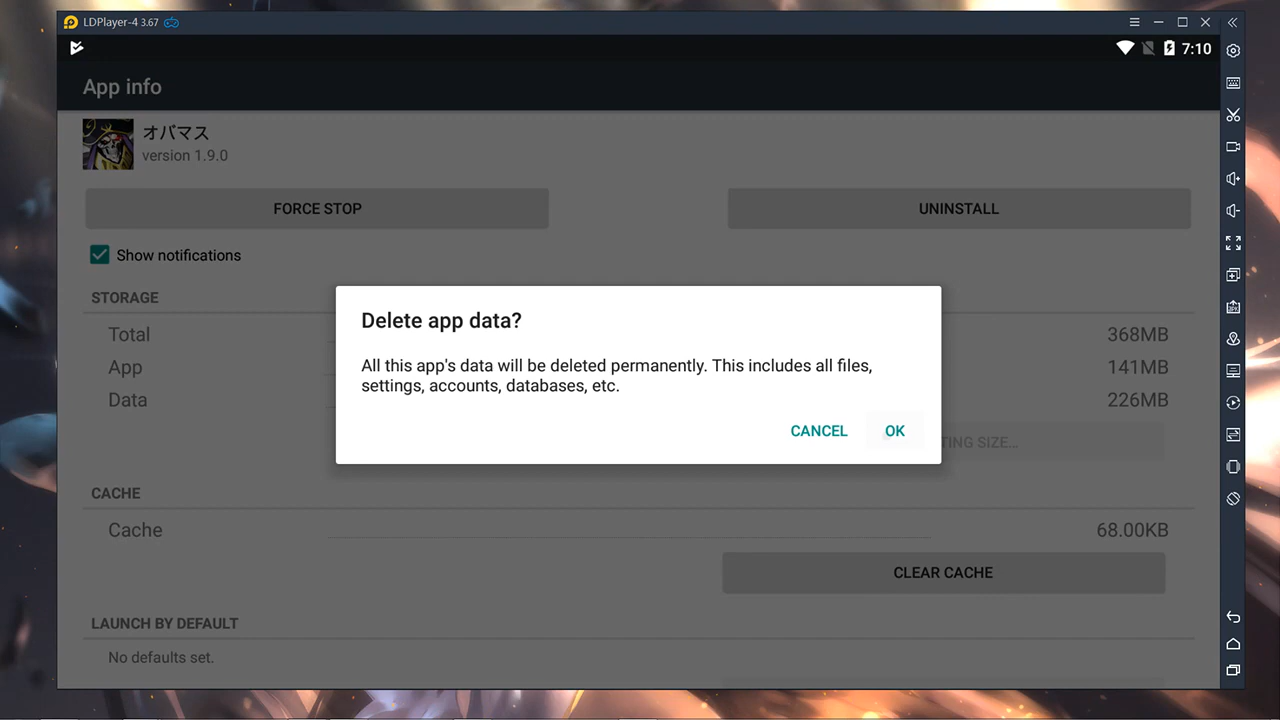 LDPlayer-4 3.67
7:10
App info
オバマス
version 1.9.0
FORCE STOP
UNINSTALL
Show notifications
STORAGE
Total
368MB
App
141MB
Data
226MB
Delete app data?
All this app's data will be deleted permanently. This includes all files,
settings, accounts, databases, etc.
CANCEL
OK
SIZE...
CACHE
Cache
68.00KB
CLEAR CACHE
LAUNCH BY DEFAULT
No defaults set.